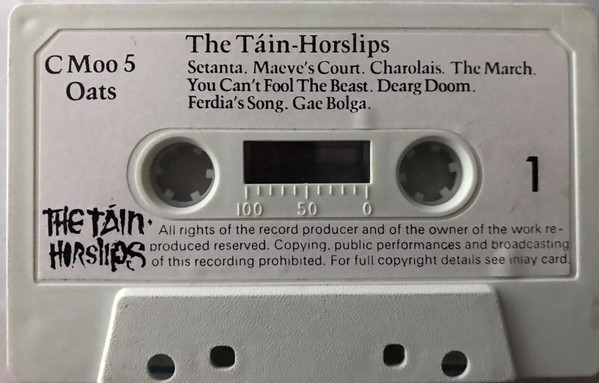 The Táin-Horslips
C Moo 5
Oats
Setanta. Maeve's Court. Charolais. The March.
You Can't Fool The Beast. Dearg Doom.
Ferdia's Song. Gae Bolga.
1
100 50 0
THE TÁIN·
HORSLIPS
All rights of the record producer and of the owner of the work re-
produced reserved. Copying, public performances and broadcasting
of this recording prohibited. For full copyright details see inlay card.